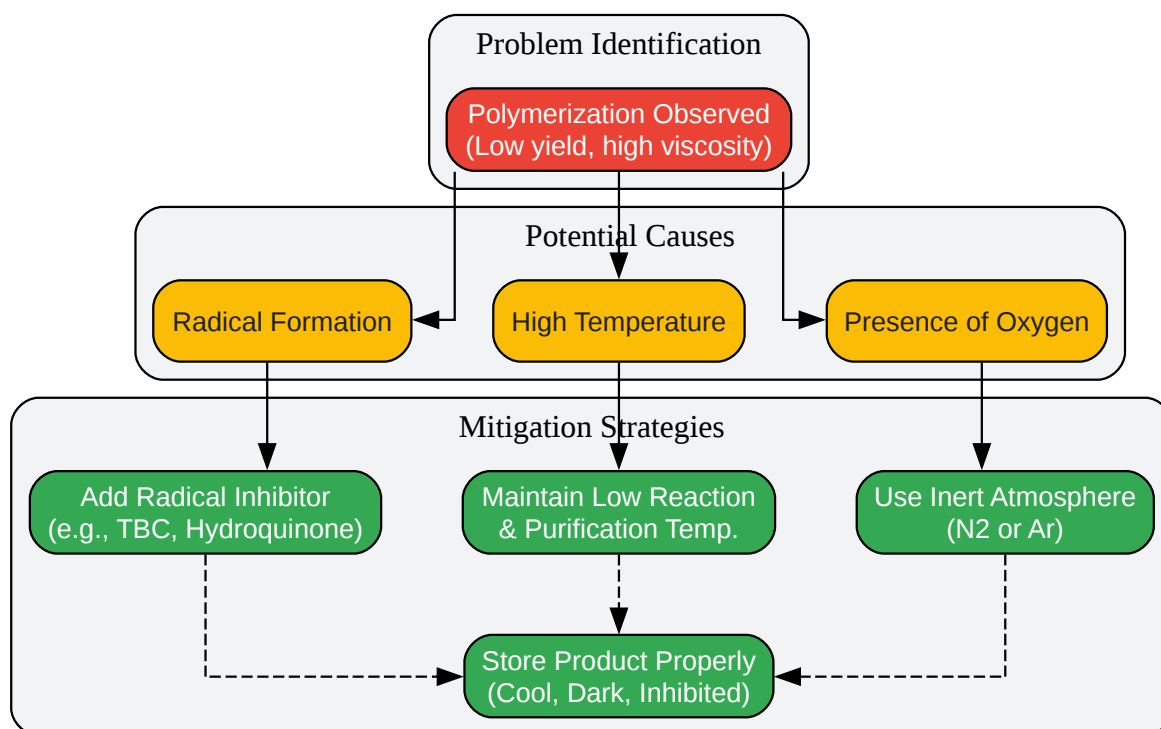 Problem Identification
Polymerization Observed
(Low yield, high viscosity)
Potential Causes
Radical Formation
High Temperature
Presence of Oxygen
Mitigation Strategies
Add Radical Inhibitor
(e.g., TBC, Hydroquinone)
Maintain Low Reaction
& Purification Temp.
Use Inert Atmosphere
(N2 or Ar)
Store Product Properly
(Cool, Dark, Inhibited)